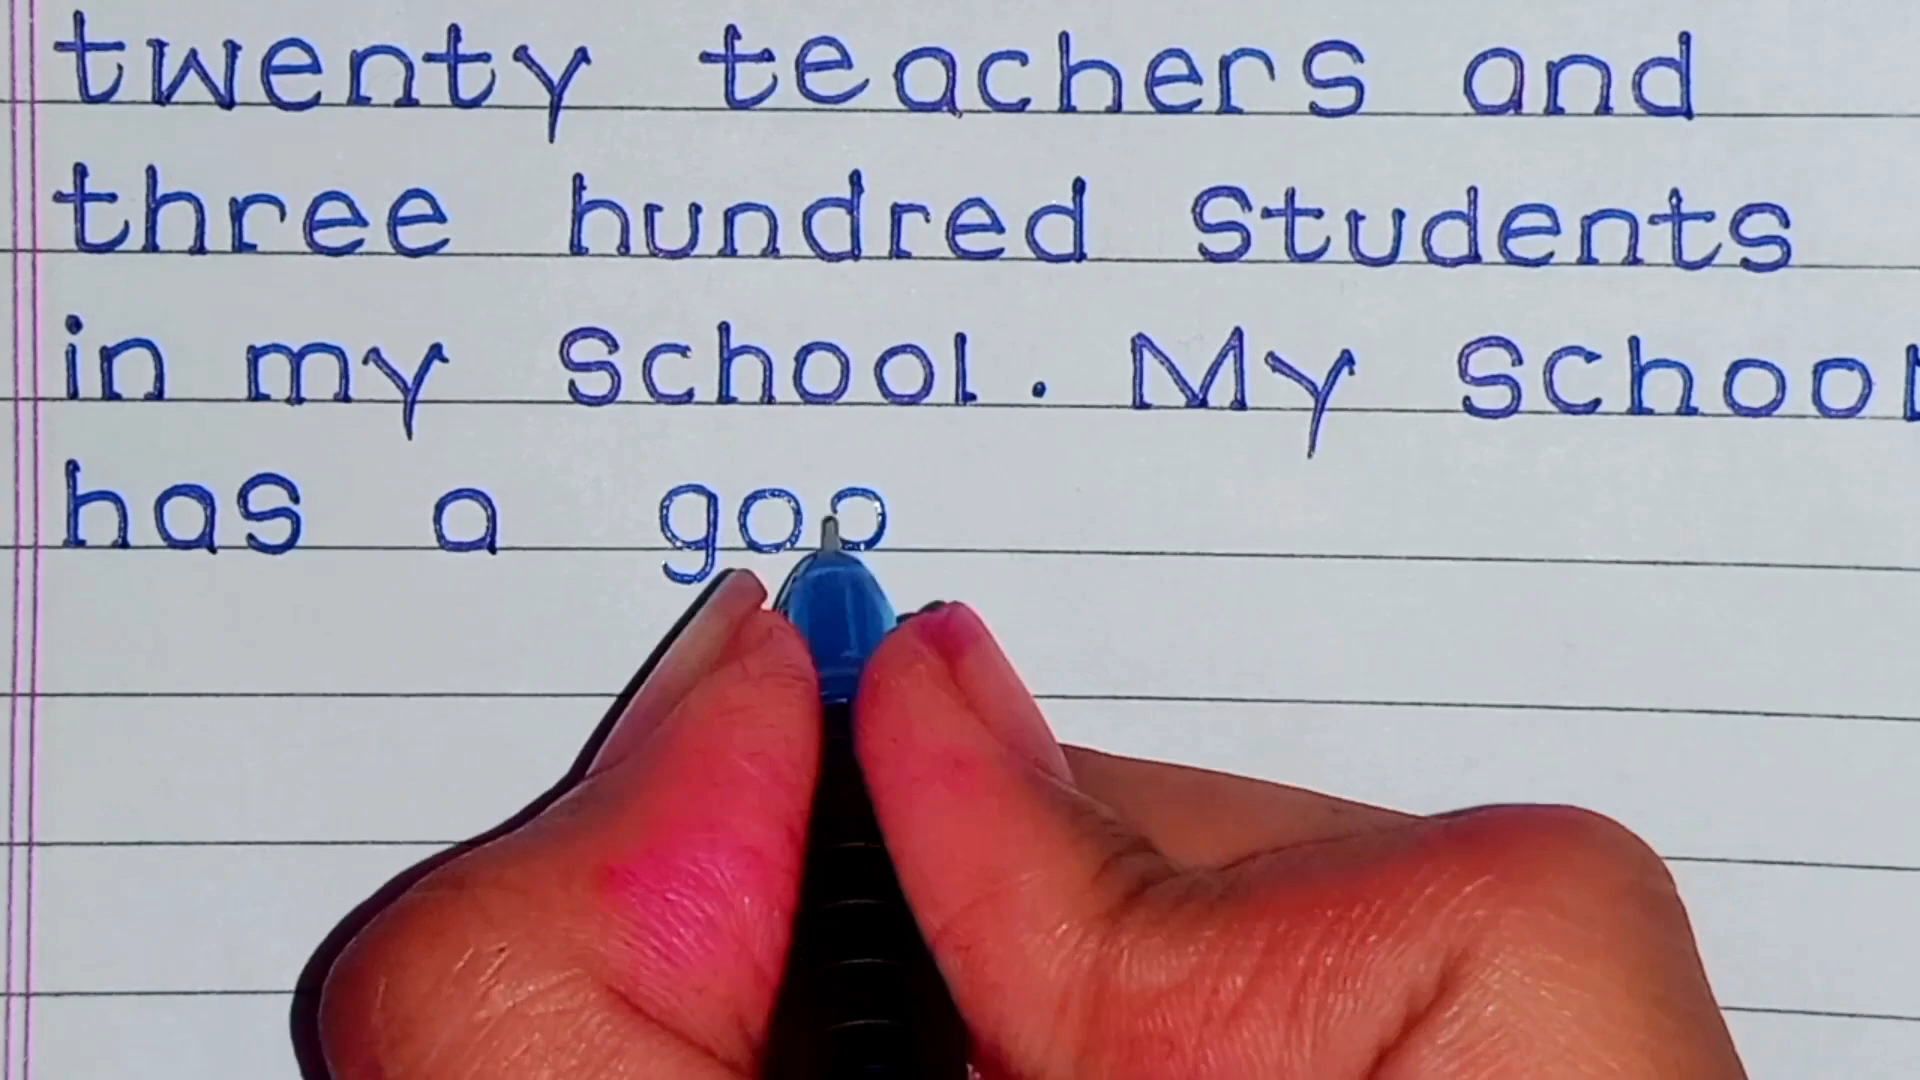 twenty teachers and
three hundred students
in my school. My school
has a goo